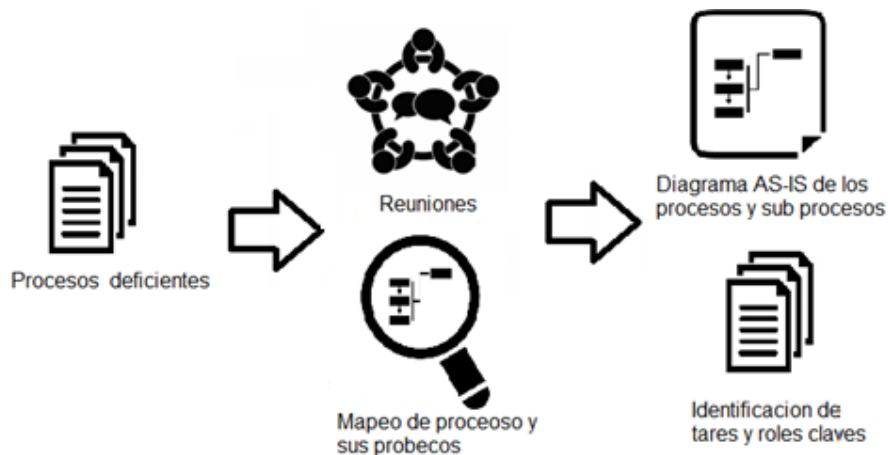 Procesos deficientes
Reuniones
Mapeo de proceoso y
sus probecos
Diagrama AS-IS de los
procesos y sub procesos
Identificacion de
tares y roles claves